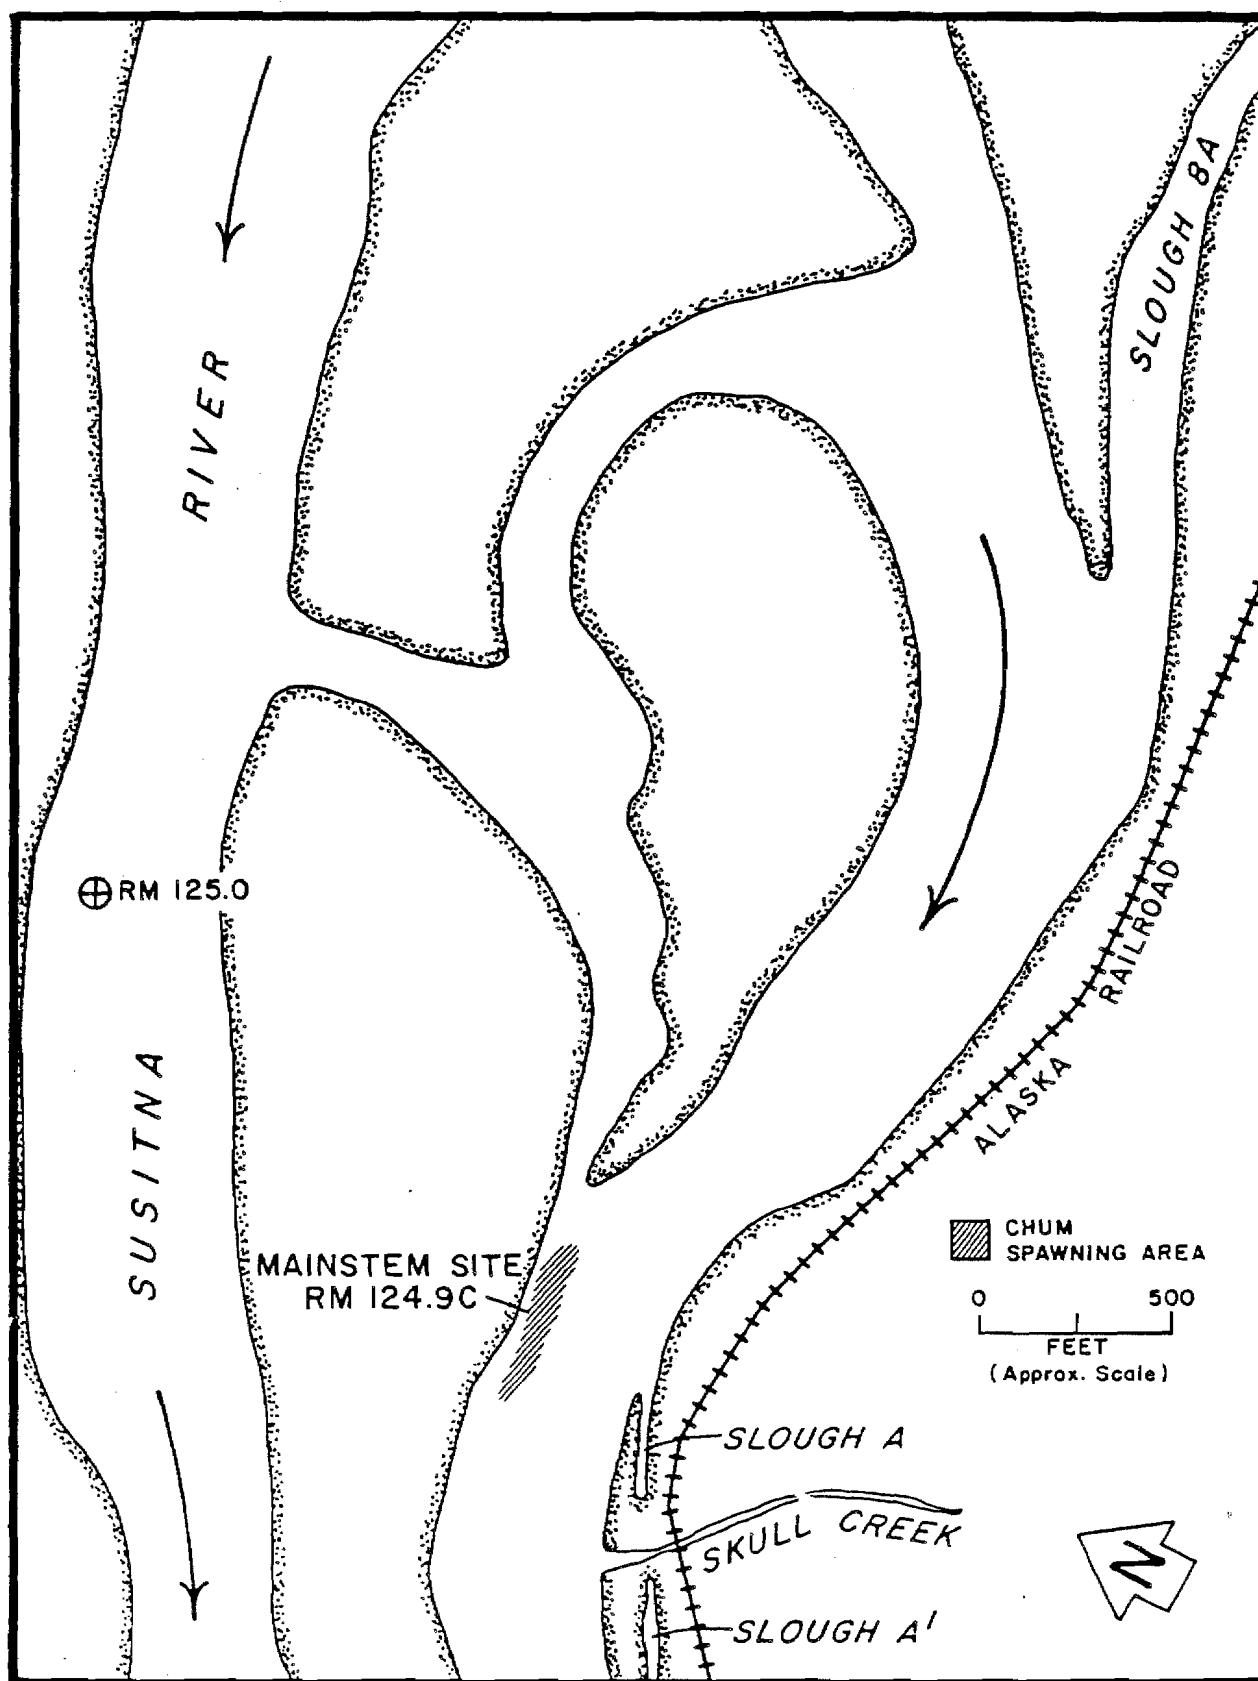 SLOUGH 8A
RIVER
RM 125.0
RAILROAD
ALASKA
SUSITNA
MAINSTEM SITE
RM 124.9C
CHUM
SPAWNING AREA
0 500
FEET
(Approx. Scale)
SLOUGH A
SKULL CREEK
SLOUGH A'
N